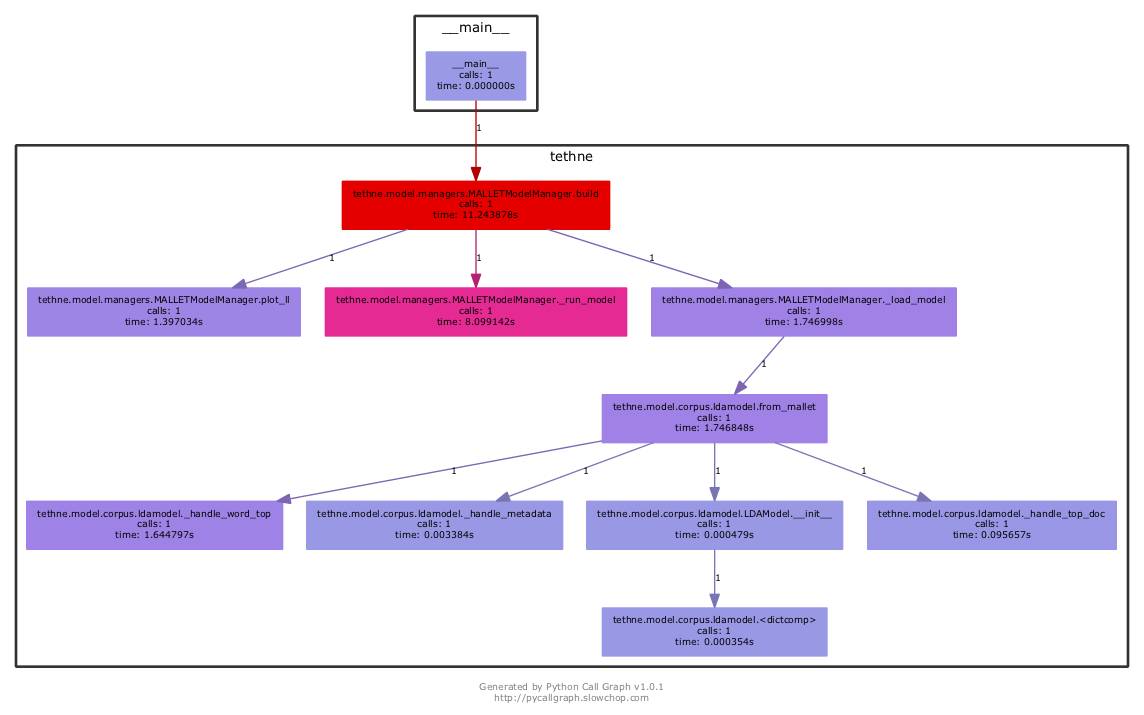 __main__
__main__
calls: 1
time: 0.000000s
1
tethne
tethne.model.managers.MALLETModelManager.build
calls: 1
time: 11.243878s
1
1
1
tethne.model.managers.MALLETModelManager.plot_ll
calls: 1
time: 1.397034s
tethne.model.managers.MALLETModelManager._run_model
calls: 1
time: 8.099142s
tethne.model.managers.MALLETModelManager._load_model
calls: 1
time: 1.746998s
1
tethne.model.corpus.ldamodel.from_mallet
calls: 1
time: 1.746848s
1
1
1
1
tethne.model.corpus.ldamodel._handle_word_top
calls: 1
time: 1.644797s
tethne.model.corpus.ldamodel._handle_metadata
calls: 1
time: 0.003384s
tethne.model.corpus.ldamodel.LDAModel.__init__
calls: 1
time: 0.000479s
tethne.model.corpus.ldamodel._handle_top_doc
calls: 1
time: 0.095657s
1
tethne.model.corpus.ldamodel.<dictcomp>
calls: 1
time: 0.000354s
Generated by Python Call Graph v1.0.1
http://pycallgraph.slowchop.com